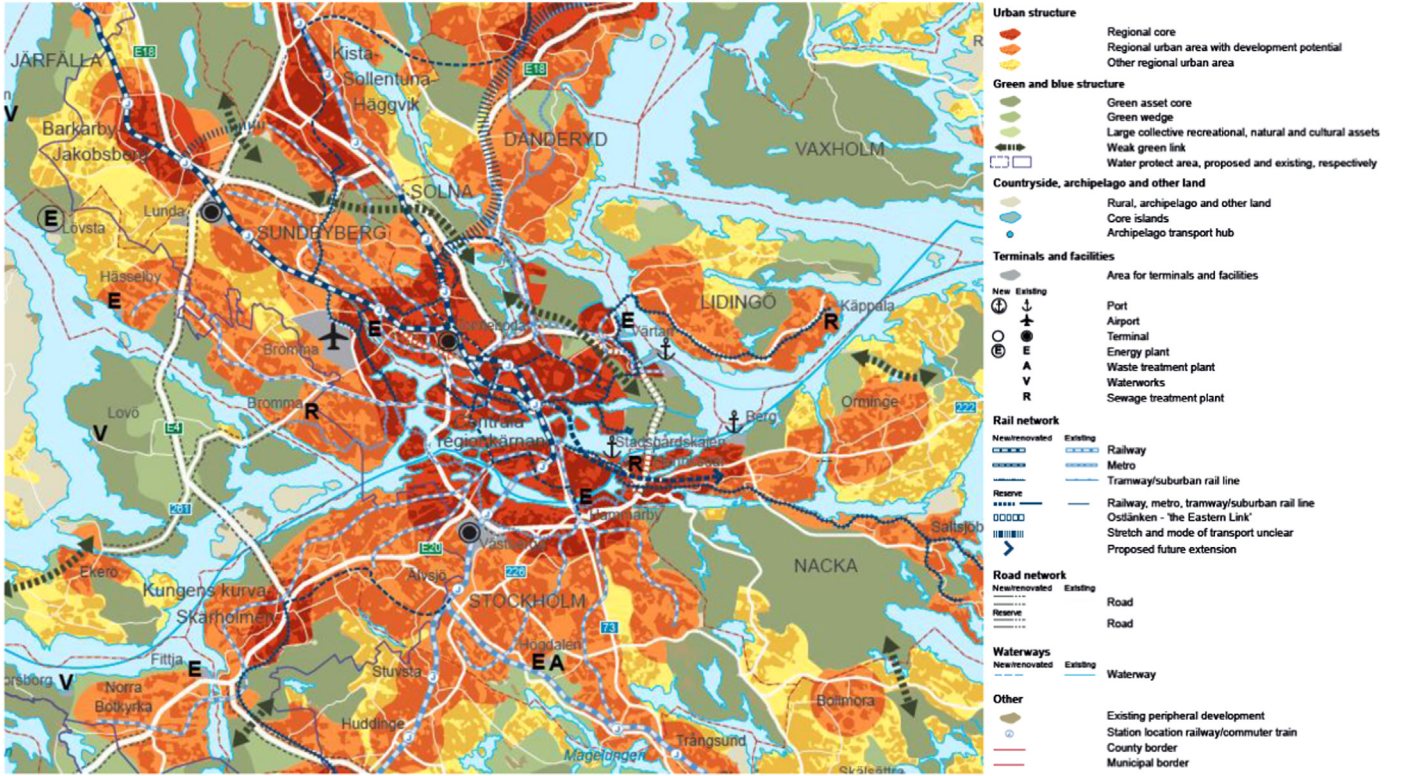 JÄRFÄLLA
E18
Kista-
Sollentuna-
Häggvik
E18
V
Barkarby-
Jakobsberg
DANDERYD
VAXHOLM
SOLNA
Lunda
E
Lövsta
SUNDBYBERG
Hässelby
E
LIDINGÖ
Käppala
R
E
Värtan
E
Bromma
Bromma
R
Lovö
V
E4
Orminge
222
Berg
Centrala
regionkärnan
Stadsgårdskajen
R
E
Hammarby
261
Saltsjöb
E20
226
Älvsjö
NACKA
Ekerö
Kungens kurva-
Skärholmen
STOCKHOLM
73
Högdalen
E A
Fittja
E
Stuvsta
orsborg
V
Norra
Botkyrka
Huddinge
Bollmora
Trångsund
Magelungen
Skälsättra
Urban structure
Regional core
Regional urban area with development potential
Other regional urban area
Green and blue structure
Green asset core
Green wedge
Large collective recreational, natural and cultural assets
Weak green link
Water protect area, proposed and existing, respectively
Countryside, archipelago and other land
Rural, archipelago and other land
Core islands
Archipelago transport hub
Terminals and facilities
Area for terminals and facilities
New Existing
Port
Airport
Terminal
E E Energy plant
A Waste treatment plant
V Waterworks
R Sewage treatment plant
Rail network
New/renovated Existing
Railway
Metro
Tramway/suburban rail line
Reserve
Railway, metro, tramway/suburban rail line
Ostlänken - 'the Eastern Link'
Stretch and mode of transport unclear
Proposed future extension
Road network
New/renovated Existing
Road
Reserve
Road
Waterways
New/renovated Existing
Waterway
Other
Existing peripheral development
Station location railway/commuter train
County border
Municipal border